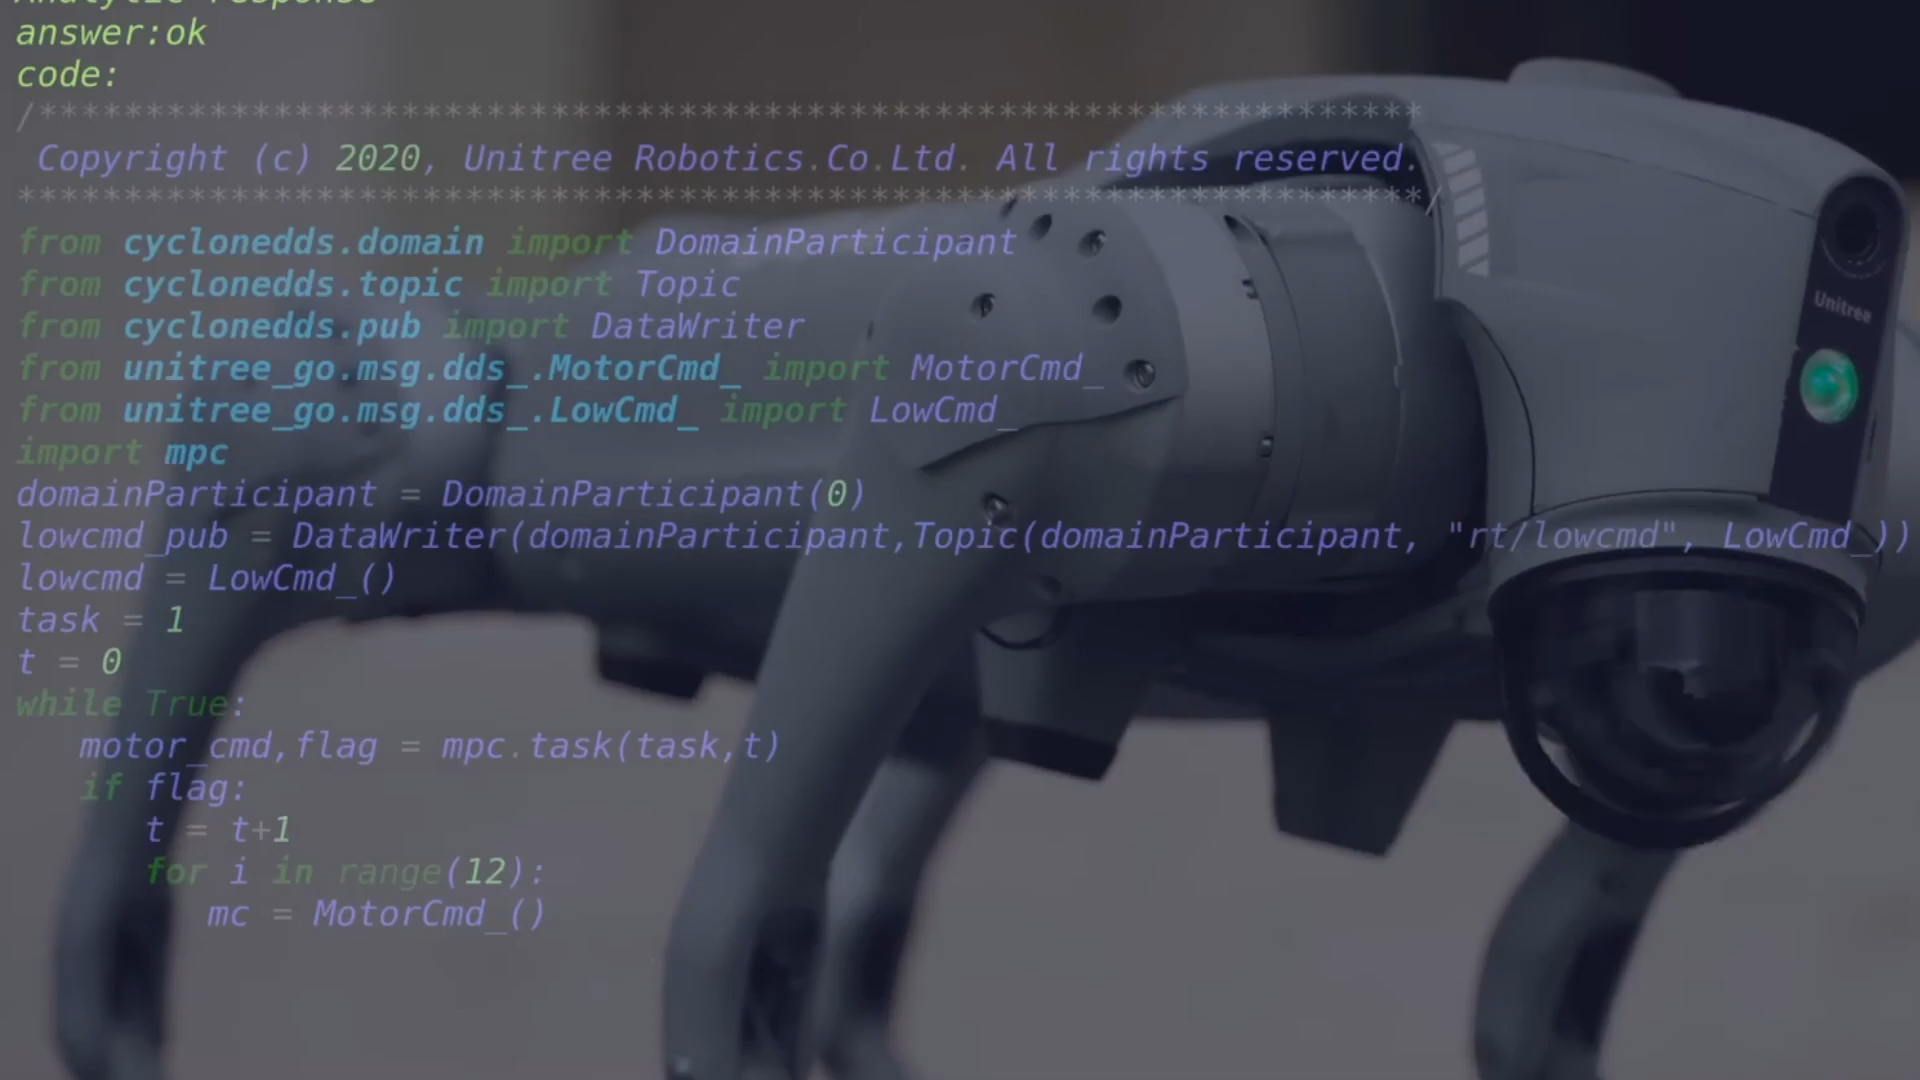 Analytic response
answer:ok
code:
/*****************************************************************
Copyright (c) 2020, Unitree Robotics.Co.Ltd. All rights reserved.
******************************************************************/
from cyclonedds.domain import DomainParticipant
from cyclonedds.topic import Topic
from cyclonedds.pub import DataWriter
from unitree_go.msg.dds_.MotorCmd_ import MotorCmd_
from unitree_go.msg.dds_.LowCmd_ import LowCmd_
import mpc
domainParticipant = DomainParticipant(0)
lowcmd_pub = DataWriter(domainParticipant,Topic(domainParticipant, "rt/lowcmd", LowCmd_))
lowcmd = LowCmd_()
task = 1
t = 0
while True:
motor_cmd,flag = mpc.task(task,t)
if flag:
t = t+1
for i in range(12):
mc = MotorCmd_()
Unitree